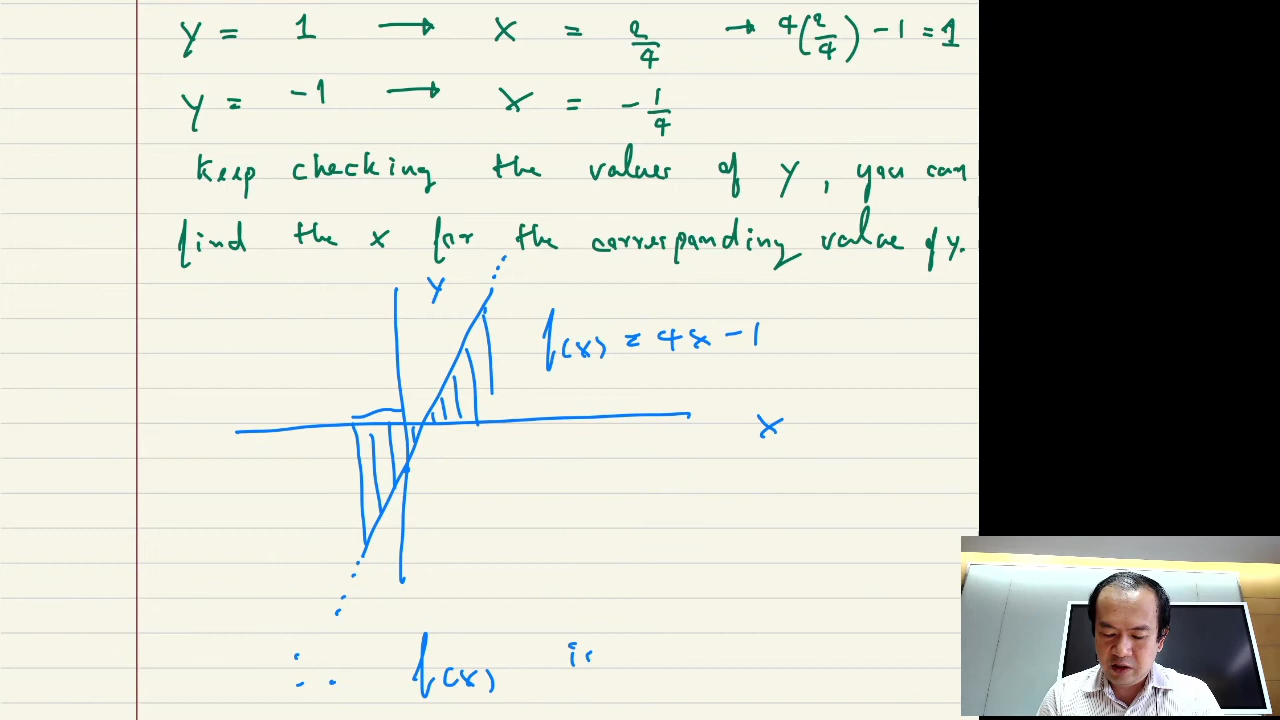 y = 1 → x = 2/4 → 4(2/4) - 1 = 1
y = -1 → x = -1/4
Keep checking the values of y, you can
find the x for the corresponding value of y.
y
f(x) = 4x - 1
x
∴ f(x) is